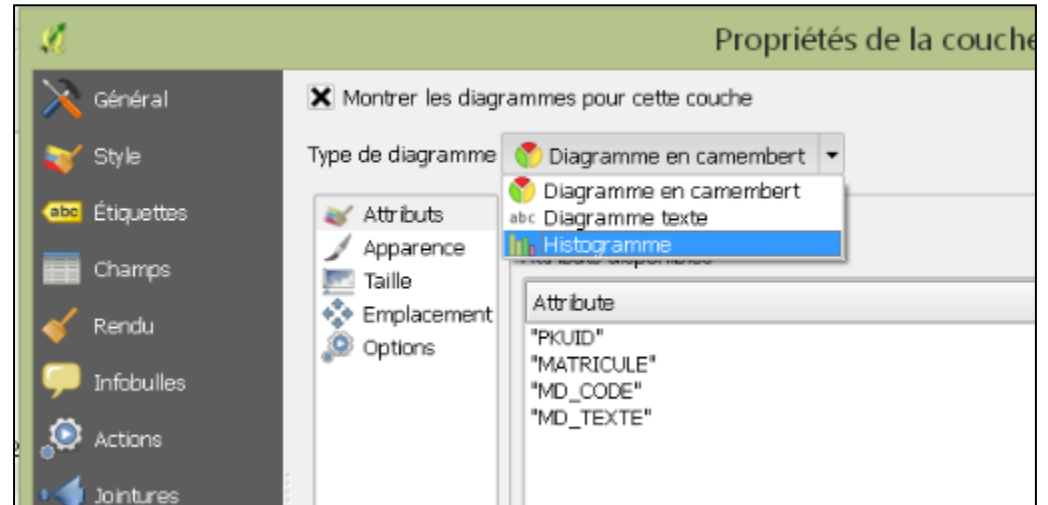 Propriétés de la couche
Général
Style
abc Étiquettes
Champs
Rendu
Infobulles
Actions
Jointures
Montrer les diagrammes pour cette couche
Type de diagramme
Diagramme en camembert
Diagramme en camembert
abc Diagramme texte
Histogramme
Attributs
Apparence
Taille
Emplacement
Options
Attribute
"PKUID"
"MATRICULE"
"MD_CODE"
"MD_TEXTE"